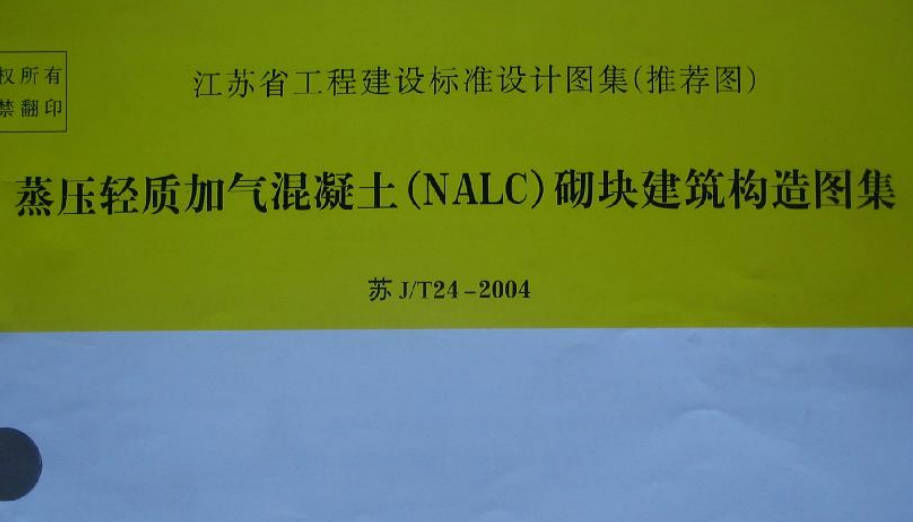 权所有
禁翻印
江苏省工程建设标准设计图集(推荐图)
蒸压轻质加气混凝土(NALC)砌块建筑构造图集
苏 J/T24-2004